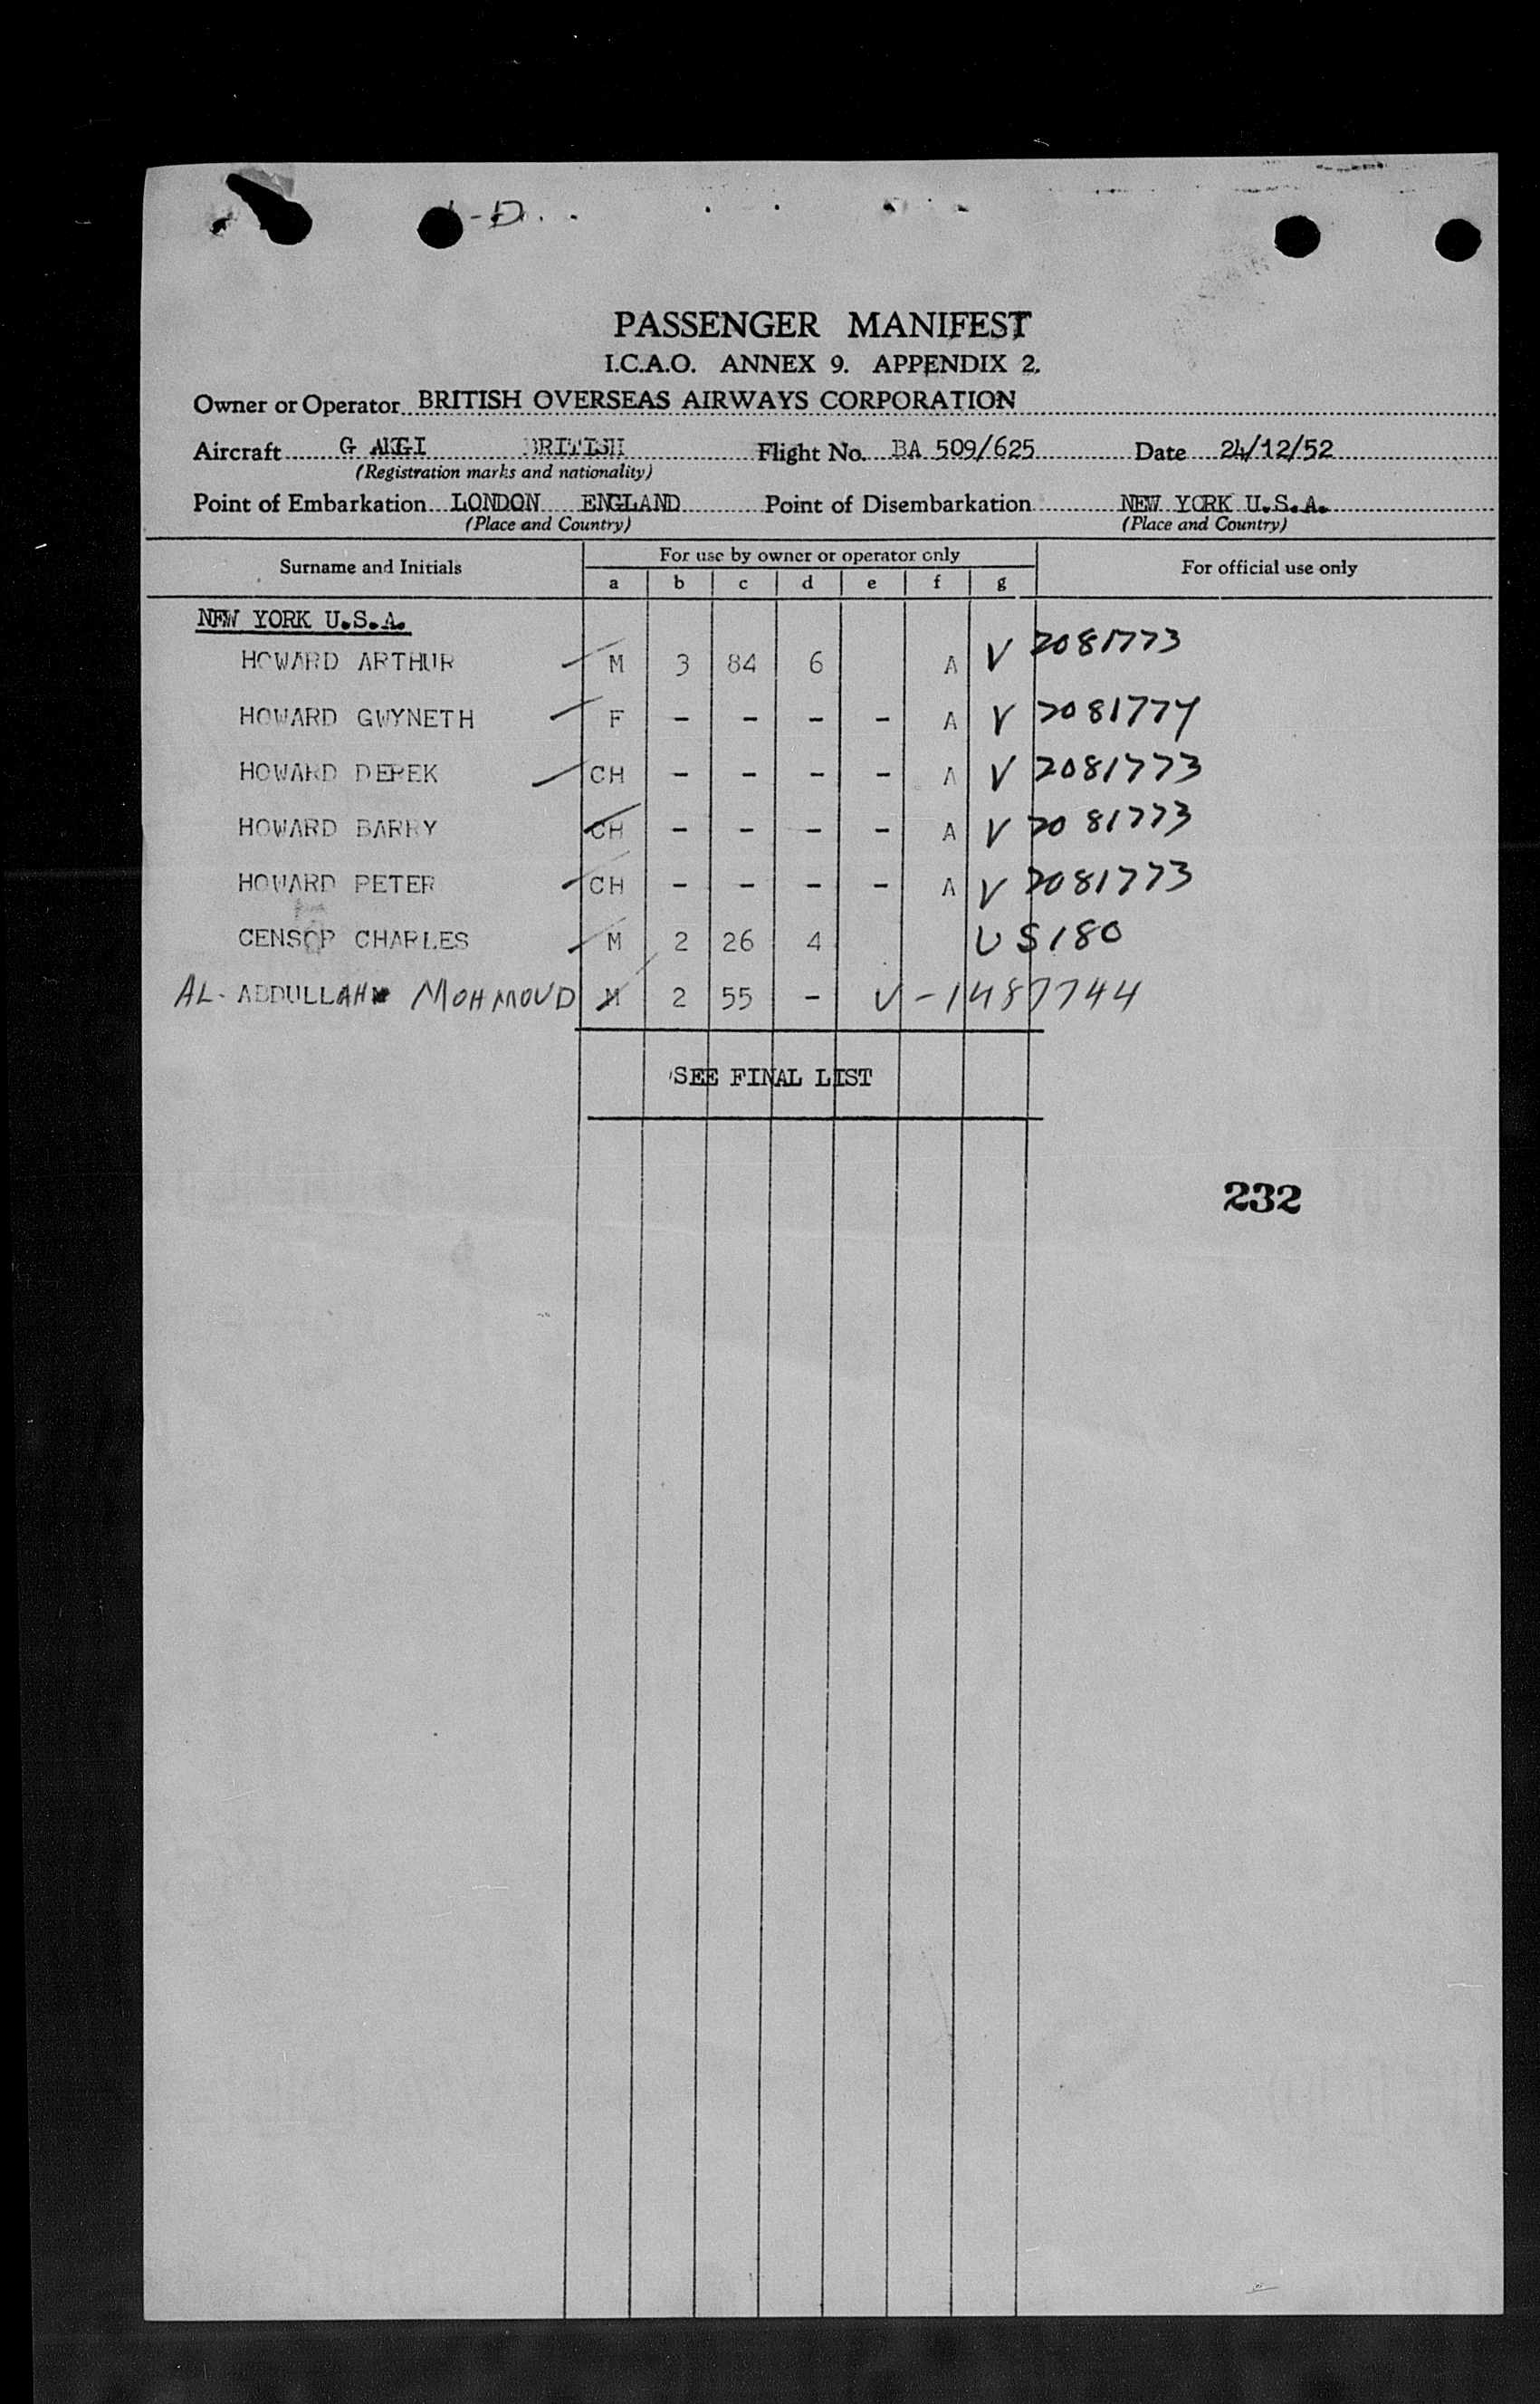 -D.
PASSENGER MANIFEST
I.C.A.O. ANNEX 9. APPENDIX 2.
Owner or Operator BRITISH OVERSEAS AIRWAYS CORPORATION
Aircraft G AKGI BRITISH Flight No. BA 509/625 Date 24/12/52
(Registration marks and nationality)
Point of Embarkation LONDON ENGLAND Point of Disembarkation NEW YORK U.S.A.
(Place and Country) (Place and Country)
Surname and Initials For use by owner or operator only For official use only
a b c d e f g
NEW YORK U.S.A.
HOWARD ARTHUR M 3 84 6 A V 2081773
HOWARD GWYNETH F - - - - A V 2081774
HOWARD DEREK CH - - - - A V 2081773
HOWARD BARRY CH - - - - A V 2081773
HOWARD PETER CH - - - - A V 2081773
CENSOR CHARLES M 2 26 4 US180
AL- ABDULLAH MOHMOUD M 2 55 - V-1487744
SEE FINAL LIST
232